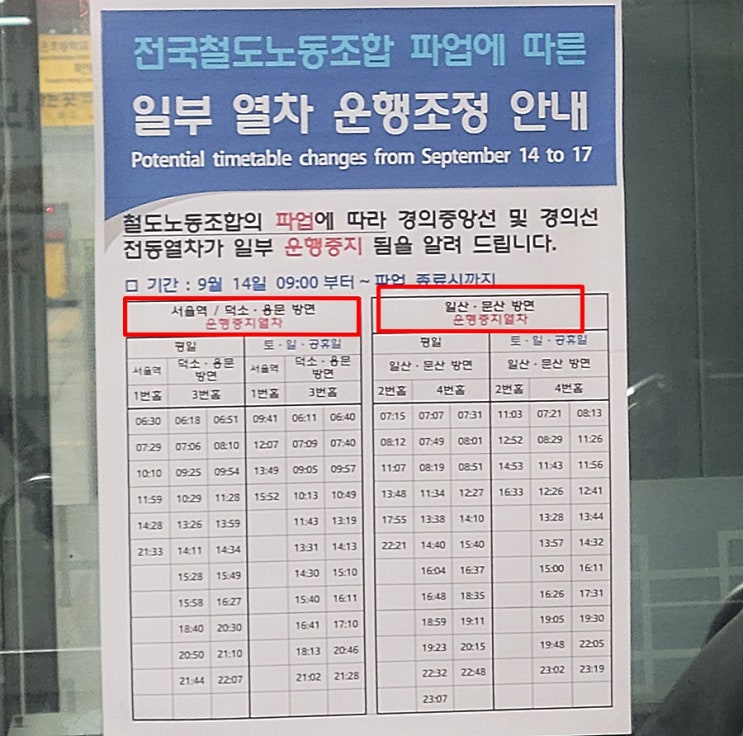 전국철도노동조합 파업에 따른
일부 열차 운행조정 안내
Potential timetable changes from September 14 to 17
철도노동조합의 파업에 따라 경의중앙선 및 경의선
전동열차가 일부 운행중지 됨을 알려 드립니다.
□ 기간 : 9월 14일 09:00 부터 ~ 파업 종료시까지
서울역 / 덕소·용문 방면 일산·문산 방면
운행중지열차 운행중지열차
평일 토·일·공휴일 평일 토·일·공휴일
서울역 덕소·용문 방면 서울역 덕소·용문 방면 일산·문산 방면 일산·문산 방면
1번홈 3번홈 1번홈 3번홈 2번홈 4번홈 2번홈 4번홈
06:30 06:18 06:51 09:41 06:11 06:40 07:15 07:07 07:31 11:03 07:21 08:13
07:29 07:06 08:10 12:07 07:09 07:40 08:12 07:49 08:01 12:52 08:29 11:26
10:10 09:25 09:54 13:49 09:05 09:57 11:07 08:19 08:51 14:53 11:43 11:56
11:59 10:29 11:28 15:52 10:13 10:49 13:48 11:34 12:27 16:33 12:26 12:41
14:28 13:26 13:59 11:43 13:19 17:55 13:38 14:10 13:28 13:44
21:33 14:11 14:34 13:31 14:13 22:21 14:40 15:40 13:57 14:32
15:28 15:49 14:30 15:10 16:04 16:37 15:00 16:11
15:58 16:27 15:40 16:11 16:48 18:35 16:26 17:31
18:40 20:30 16:41 17:10 18:59 19:11 19:05 19:30
20:50 21:10 18:13 20:46 19:23 20:15 19:48 22:05
21:44 22:07 21:02 21:28 22:32 22:48 23:02 23:19
23:07